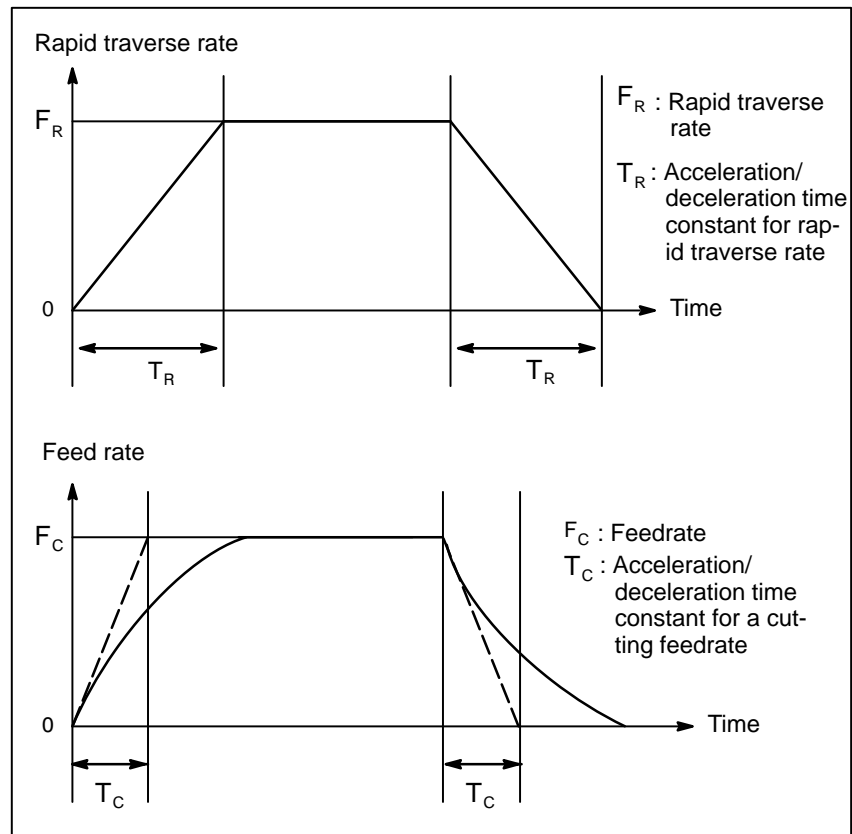 Rapid traverse rate
F_R
0
Time
T_R
T_R
F_R : Rapid traverse
rate
T_R : Acceleration/
deceleration time
constant for rap-
id traverse rate
Feed rate
F_C
0
Time
T_C
T_C
F_C : Feedrate
T_C : Acceleration/
deceleration time
constant for a cut-
ting feedrate